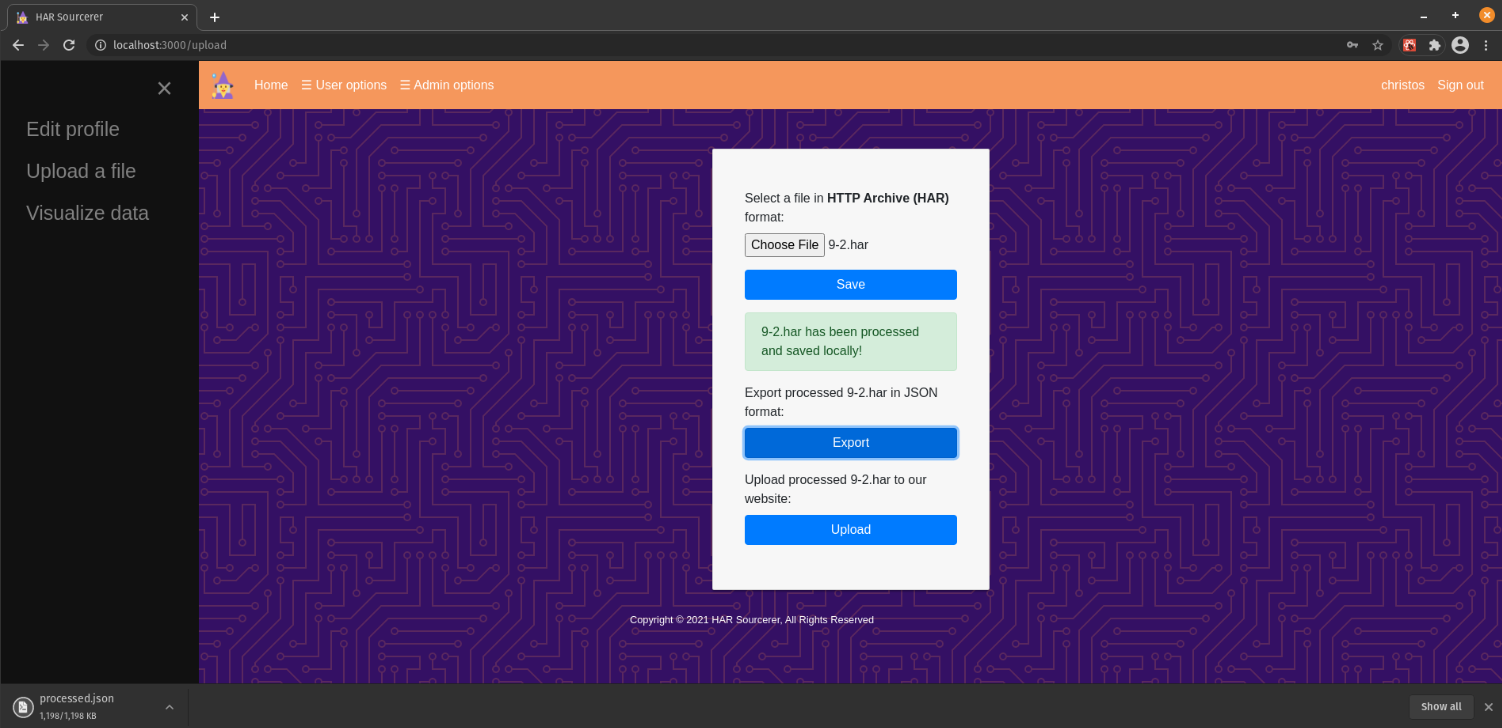 HAR Sourcerer
localhost:3000/upload
Home ☰ User options ☰ Admin options christos Sign out
Edit profile
Upload a file
Visualize data
Select a file in HTTP Archive (HAR)
format:
Choose File 9-2.har
Save
9-2.har has been processed
and saved locally!
Export processed 9-2.har in JSON
format:
Export
Upload processed 9-2.har to our
website:
Upload
Copyright © 2021 HAR Sourcerer, All Rights Reserved
processed.json
1,198/1,198 KB
Show all